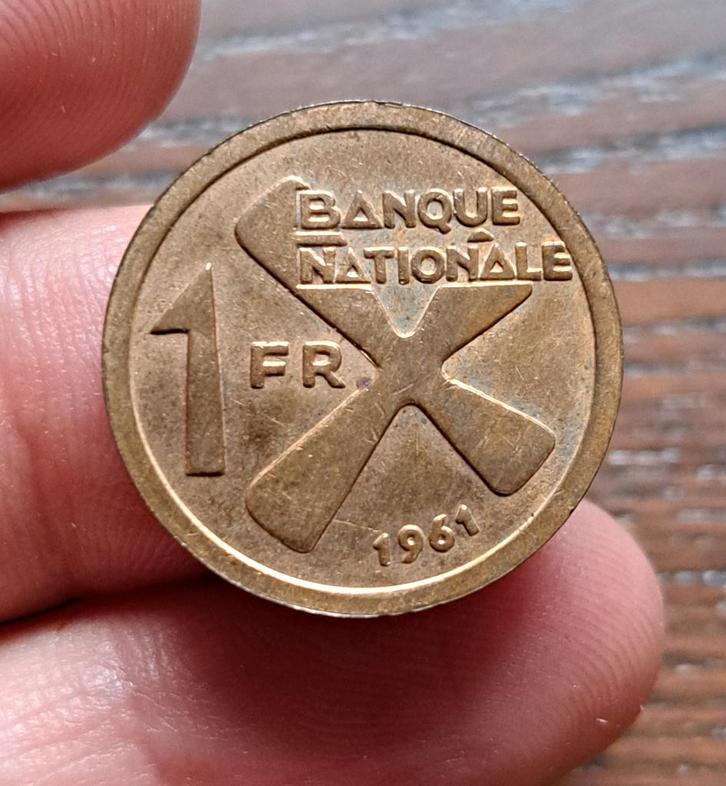 BANQUE
NATIONALE
1 FR
1961